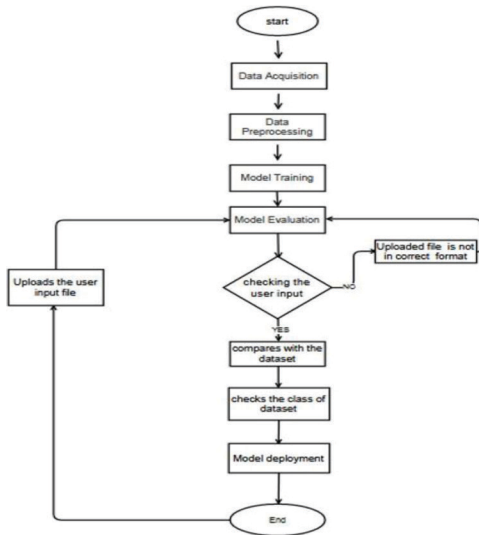 start
Data Acquisition
Data
Preprocessing
Model Training
Model Evaluation
Uploaded file is not
in correct format
Uploads the user
input file
checking the
user input
NO
YES
compares with the
dataset
checks the class of
dataset
Model deployment
End